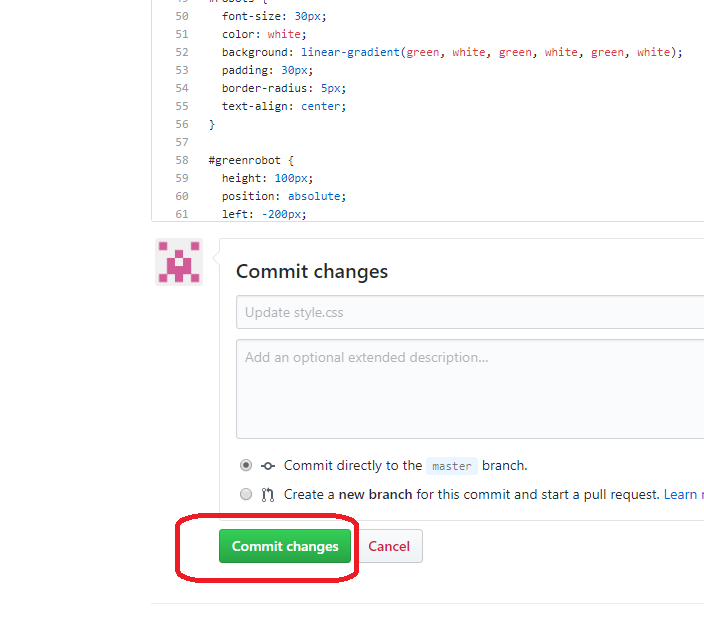 #robots {
50 font-size: 30px;
51 color: white;
52 background: linear-gradient(green, white, green, white, green, white);
53 padding: 30px;
54 border-radius: 5px;
55 text-align: center;
56 }
57
58 #greenrobot {
59 height: 100px;
60 position: absolute;
61 left: -200px;
Commit changes
Update style.css
Add an optional extended description...
Commit directly to the master branch.
Create a new branch for this commit and start a pull request. Learn
Commit changes Cancel